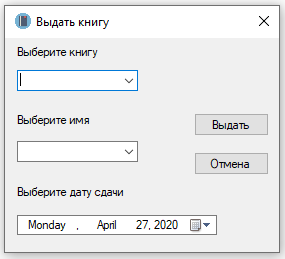 Выдать книгу
Выберите книгу
Выберите имя
Выдать
Отмена
Выберите дату сдачи
Monday , April 27, 2020